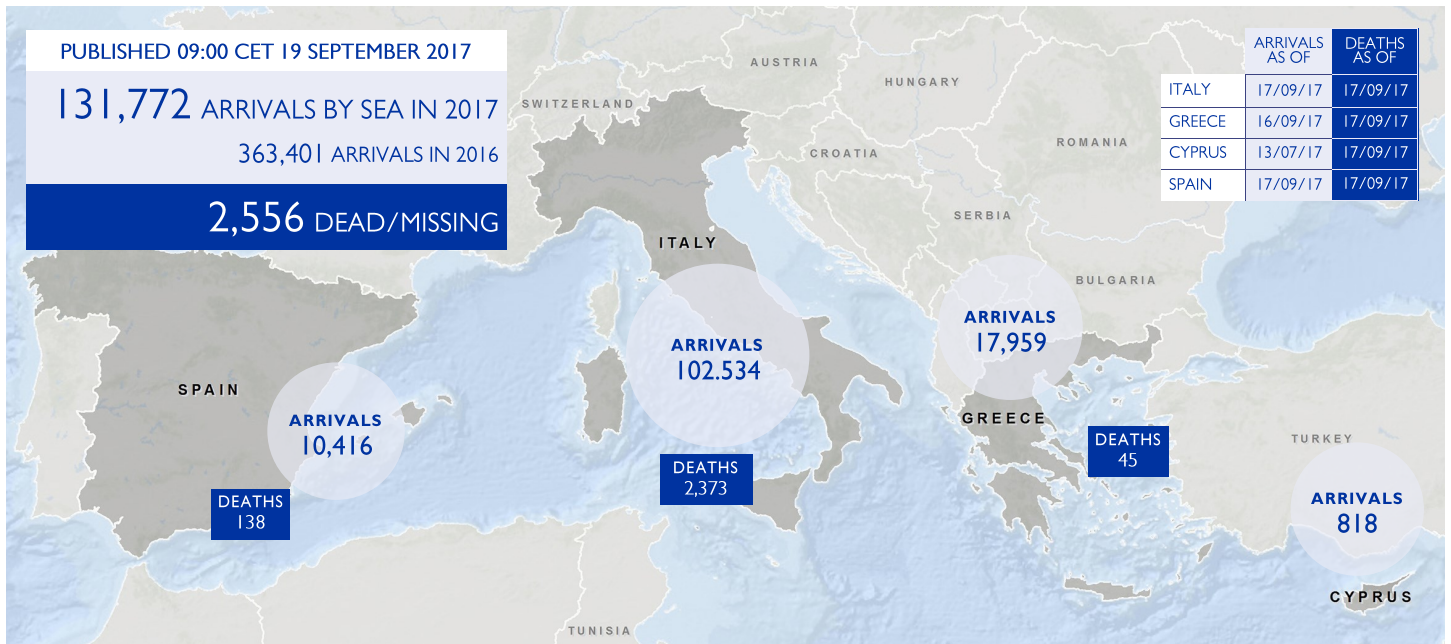 PUBLISHED 09:00 CET 19 SEPTEMBER 2017
131,772 ARRIVALS BY SEA IN 2017
363,401 ARRIVALS IN 2016
2,556 DEAD/MISSING
ARRIVALS AS OF
DEATHS AS OF
ITALY 17/09/17 17/09/17
GREECE 16/09/17 17/09/17
CYPRUS 13/07/17 17/09/17
SPAIN 17/09/17 17/09/17
AUSTRIA
HUNGARY
SWITZERLAND
CROATIA
ROMANIA
SERBIA
ITALY
BULGARIA
ARRIVALS
17,959
ARRIVALS
102.534
SPAIN
ARRIVALS
10,416
GREECE
DEATHS
45
TURKEY
DEATHS
2,373
DEATHS
138
ARRIVALS
818
CYPRUS
TUNISIA